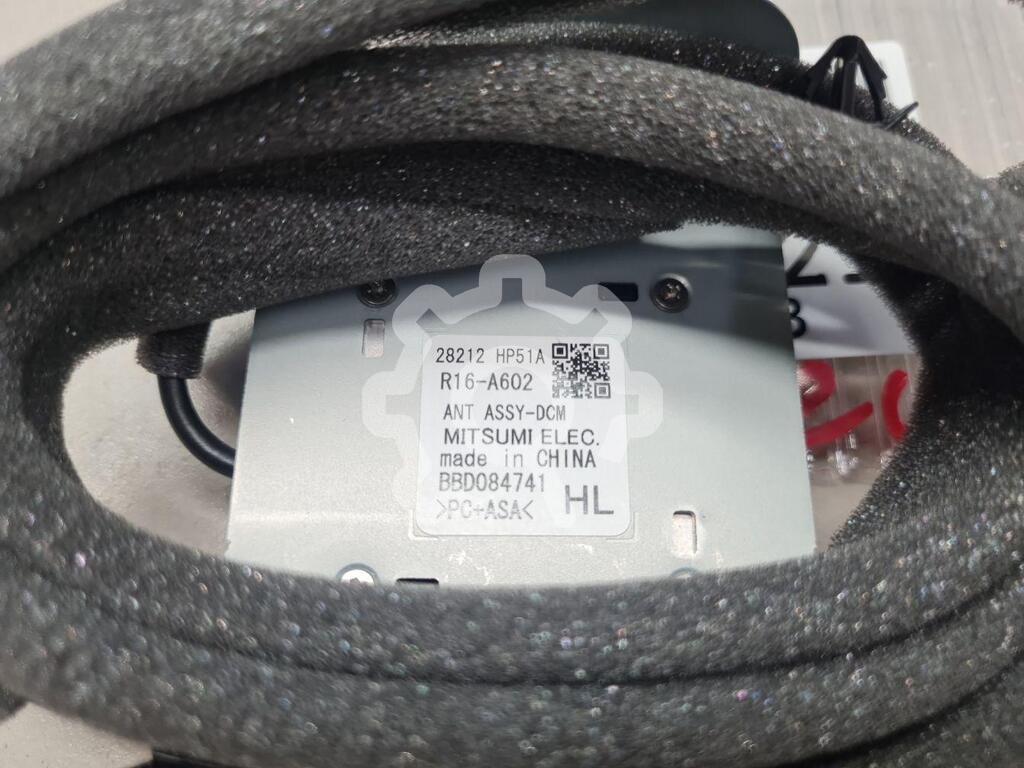 28212 HP51A
R16-A602
ANT ASSY-DCM
MITSUMI ELEC.
made in CHINA
BBD084741
>PC+ASA<
HL